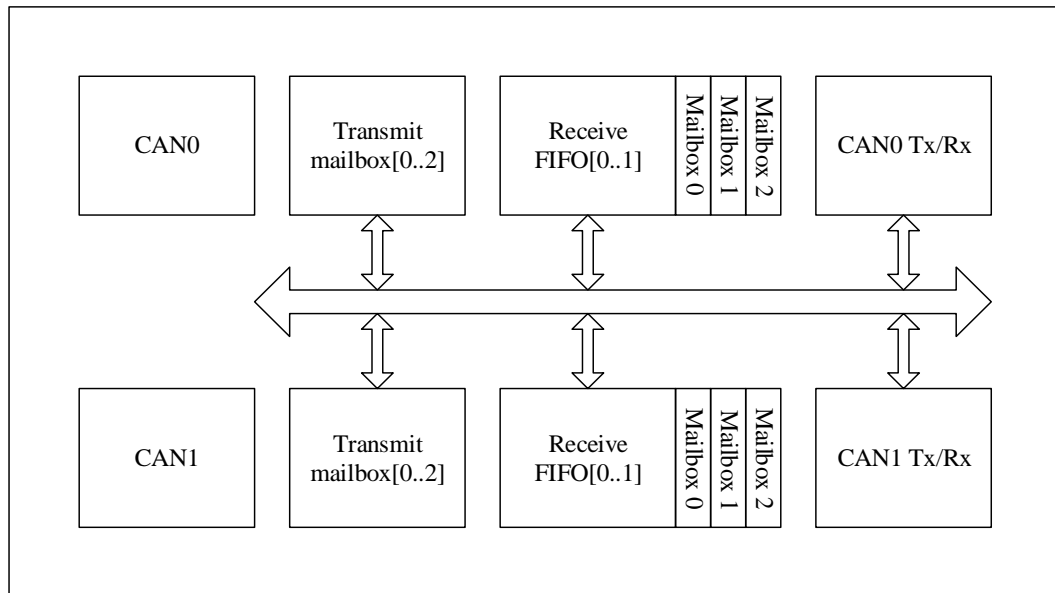 CAN0
Transmit
mailbox[0..2]
Receive
FIFO[0..1]
Mailbox 0
Mailbox 1
Mailbox 2
CAN0 Tx/Rx
CAN1
Transmit
mailbox[0..2]
Receive
FIFO[0..1]
Mailbox 0
Mailbox 1
Mailbox 2
CAN1 Tx/Rx